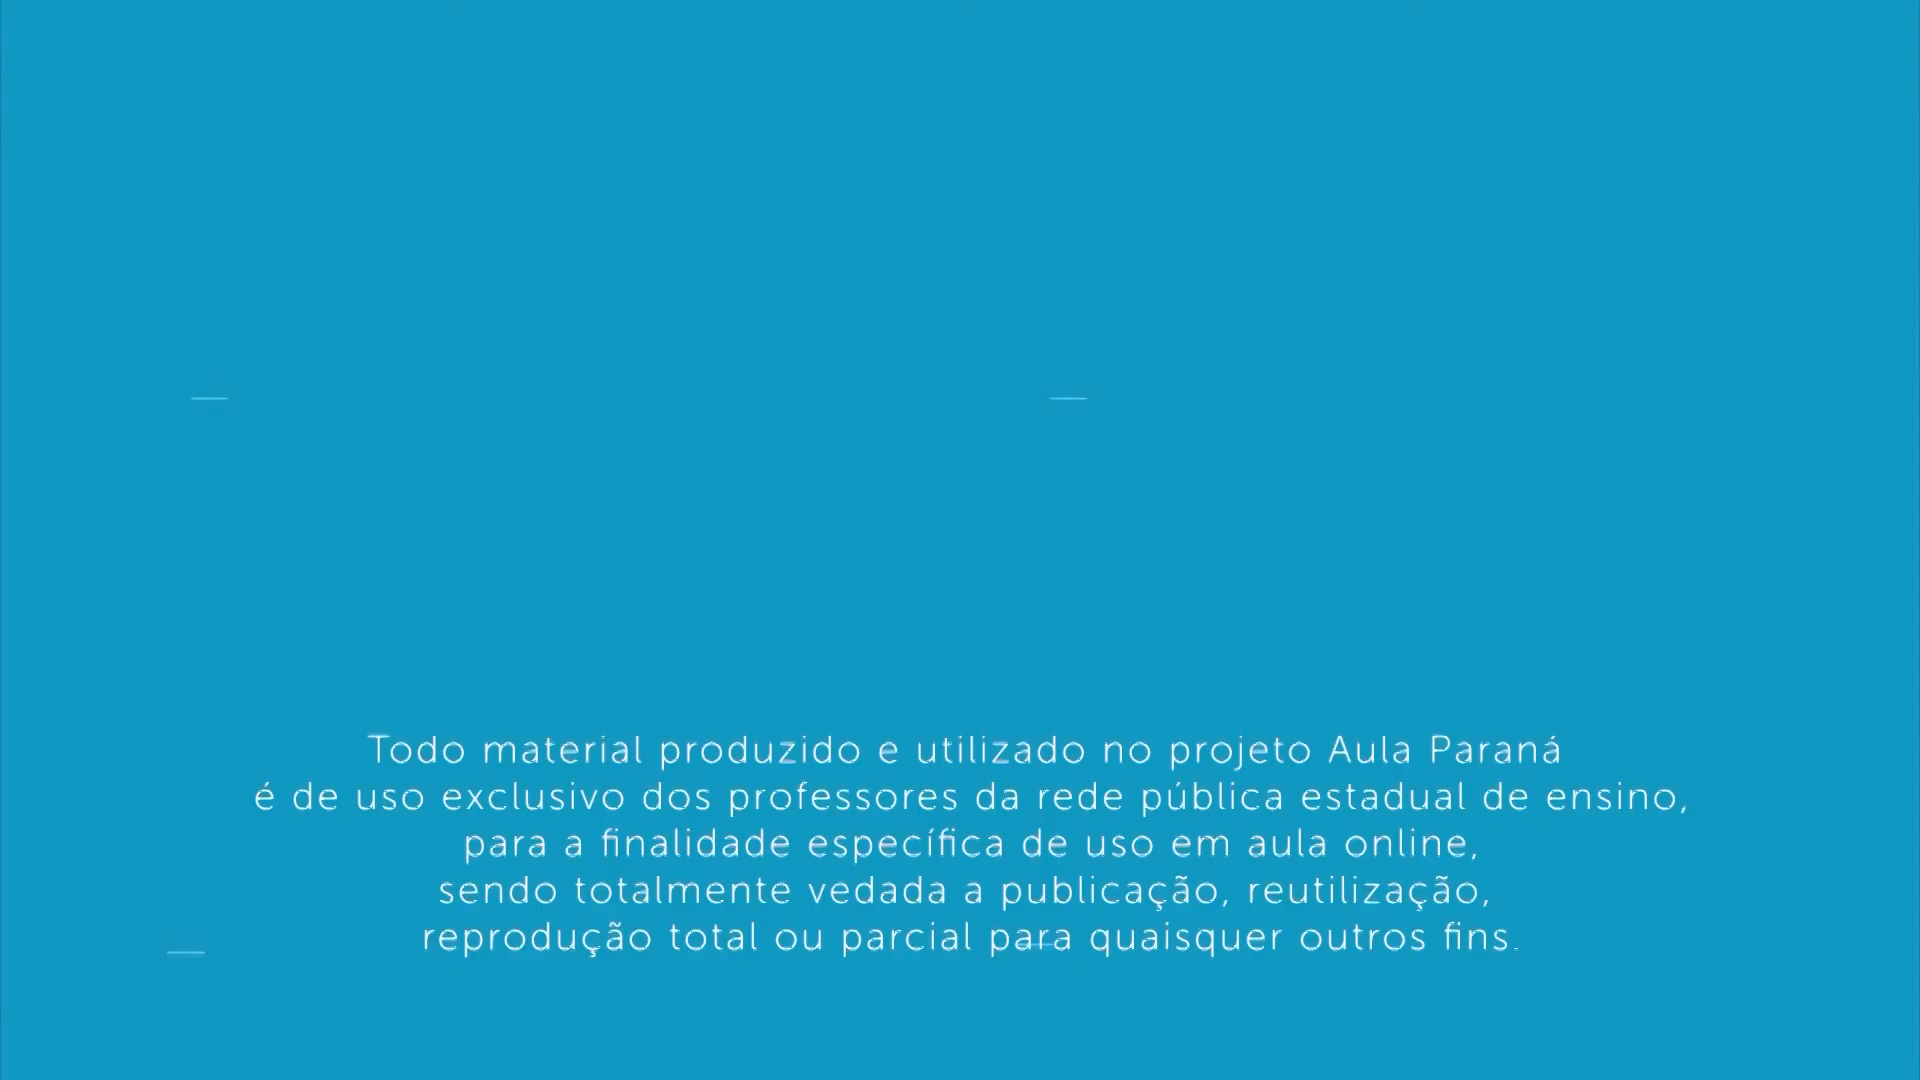 Todo material produzido e utilizado no projeto Aula Paraná
é de uso exclusivo dos professores da rede pública estadual de ensino,
para a finalidade específica de uso em aula online,
sendo totalmente vedada a publicação, reutilização,
reprodução total ou parcial para quaisquer outros fins.